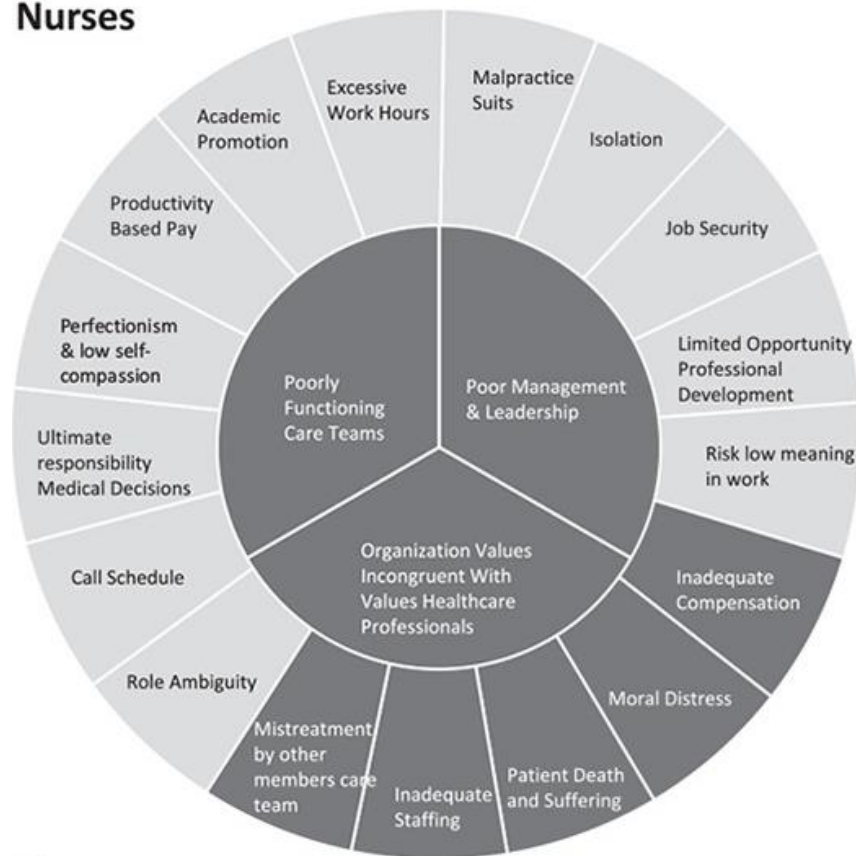 Nurses
Excessive
Work Hours
Malpractice
Suits
Isolation
Job Security
Limited Opportunity
Professional
Development
Risk low meaning
in work
Inadequate
Compensation
Moral Distress
Patient Death
and Suffering
Inadequate
Staffing
Mistreatment
by other
members care
team
Role Ambiguity
Call Schedule
Ultimate
responsibility
Medical Decisions
Perfectionism
& low self-
compassion
Productivity
Based Pay
Academic
Promotion
Poorly
Functioning
Care Teams
Poor Management
& Leadership
Organization Values
Incongruent With
Values Healthcare
Professionals